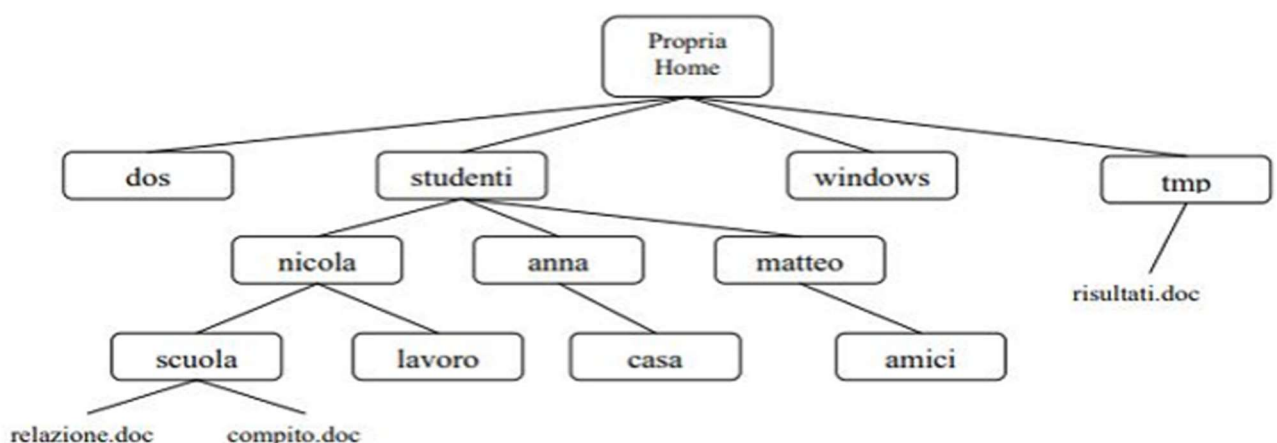 Propria
Home
dos
studenti
windows
tmp
nicola
anna
matteo
risultati.doc
scuola
lavoro
casa
amici
relazione.doc
compito.doc